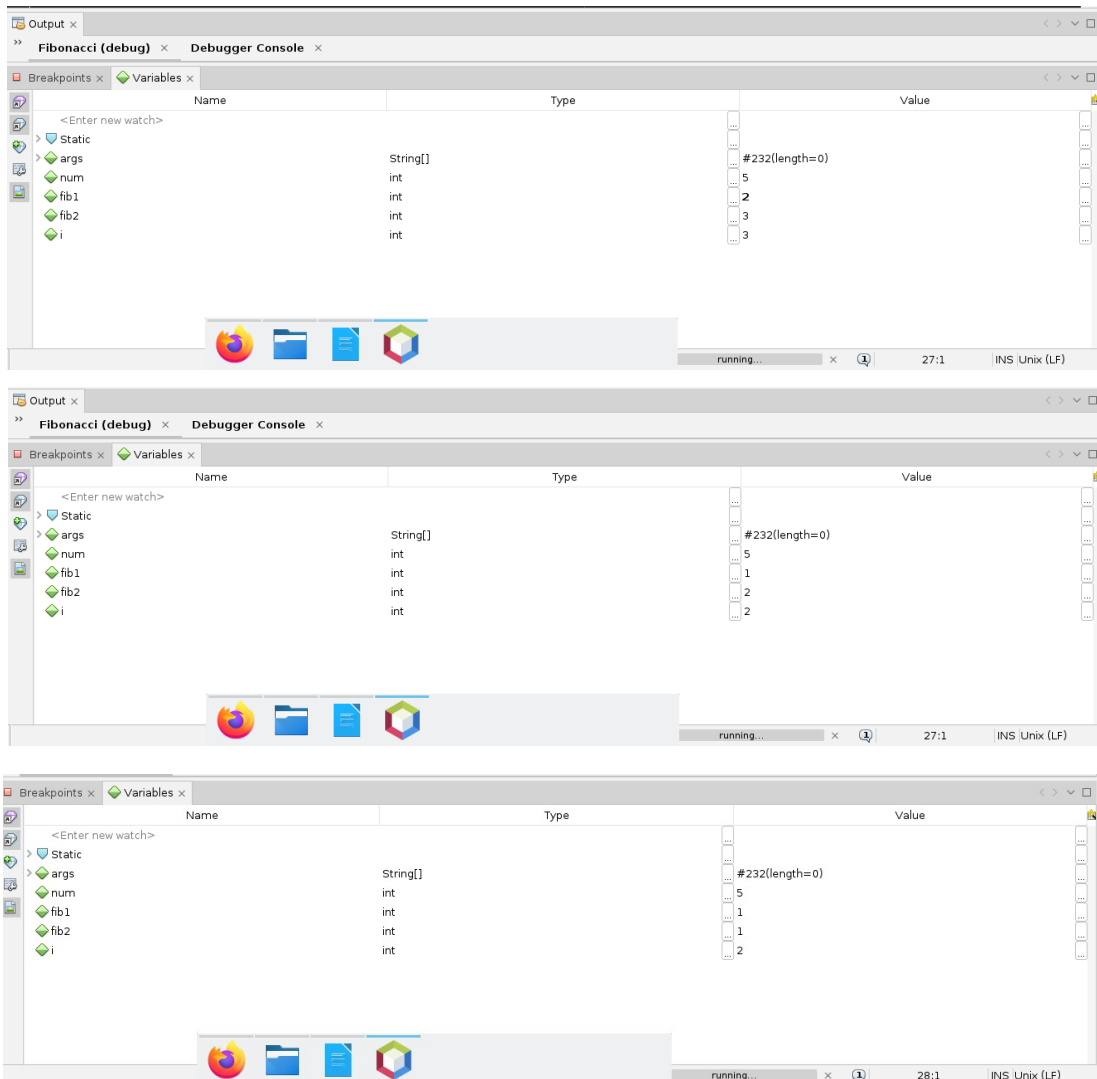 Output ×
Fibonacci (debug) × Debugger Console ×
Breakpoints × Variables ×
Name Type Value
<Enter new watch>
Static
args String[] #232(length=0)
num int 5
fib1 int 2
fib2 int 3
i int 3
running... × 1 27:1 INS Unix (LF)
Output ×
Fibonacci (debug) × Debugger Console ×
Breakpoints × Variables ×
Name Type Value
<Enter new watch>
Static
args String[] #232(length=0)
num int 5
fib1 int 1
fib2 int 2
i int 2
running... × 1 27:1 INS Unix (LF)
Breakpoints × Variables ×
Name Type Value
<Enter new watch>
Static
args String[] #232(length=0)
num int 5
fib1 int 1
fib2 int 1
i int 2
running... × 1 28:1 INS Unix (LF)